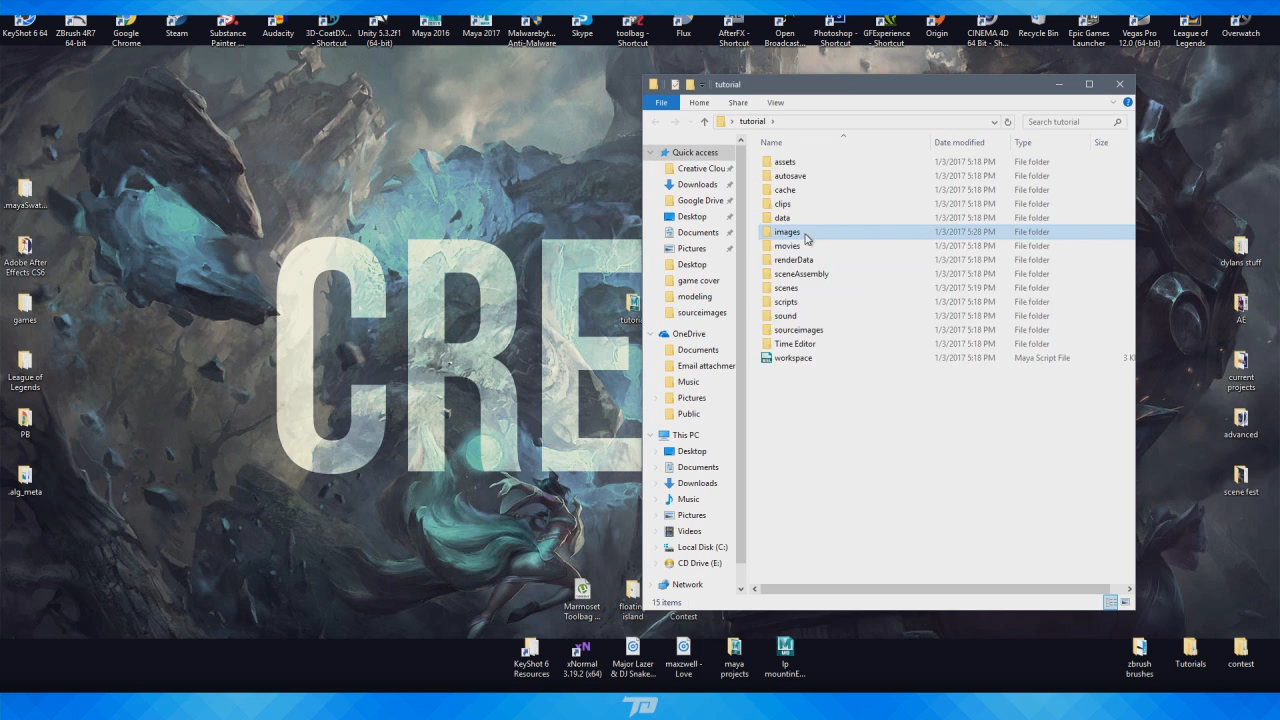 KeyShot 6 64
ZBrush 4R7
64-bit
Google
Chrome
Steam
Substance
Painter ...
Audacity
3D-CoatDX...
- Shortcut
Unity 5.3.2f1
(64-bit)
Maya 2016
Maya 2017
Malwarebyt...
Anti-Malware
Skype
toolbag -
Shortcut
Flux
AfterFX -
Shortcut
Open
Broadcast...
Photoshop -
Shortcut
GFExperience
- Shortcut
Origin
CINEMA 4D
64 Bit - Sh...
Recycle Bin
Epic Games
Launcher
Vegas Pro
12.0 (64-bit)
League of
Legends
Overwatch
.mayaSwat...
Adobe After
Effects CS6
games
League of
Legends
PB
.alg_meta
CRE
tutorial
File
Home
Share
View
tutorial
Search tutorial
Name
Date modified
Type
Size
Quick access
Creative Clou
Downloads
Google Drive
Desktop
Documents
Pictures
Desktop
game cover
modeling
sourceimages
OneDrive
Documents
Email attachmer
Music
Pictures
Public
This PC
Desktop
Documents
Downloads
Music
Pictures
Videos
Local Disk (C:)
CD Drive (E:)
Network
assets 1/3/2017 5:18 PM File folder
autosave 1/3/2017 5:18 PM File folder
cache 1/3/2017 5:18 PM File folder
clips 1/3/2017 5:18 PM File folder
data 1/3/2017 5:18 PM File folder
images 1/3/2017 5:28 PM File folder
movies 1/3/2017 5:18 PM File folder
renderData 1/3/2017 5:18 PM File folder
sceneAssembly 1/3/2017 5:18 PM File folder
scenes 1/3/2017 5:19 PM File folder
scripts 1/3/2017 5:18 PM File folder
sound 1/3/2017 5:18 PM File folder
sourceimages 1/3/2017 5:18 PM File folder
Time Editor 1/3/2017 5:18 PM File folder
workspace 1/3/2017 5:18 PM Maya Script File 3 K
15 items
tutoria
dylans stuff
AE
current
projects
advanced
scene fest
Marmoset
Toolbag ...
floatin
island
Contest
KeyShot 6
Resources
xNormal
3.19.2 (x64)
Major Lazer
& DJ Snake...
maxzwell -
Love
maya
projects
lp
mountinE...
zbrush
brushes
Tutorials
contest
TD